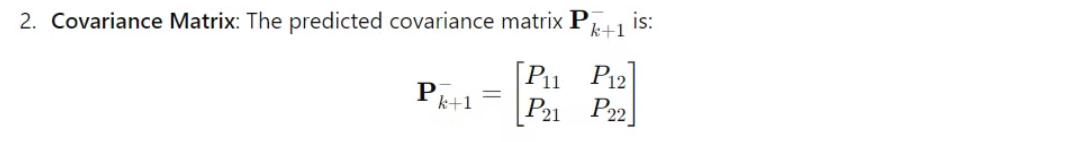 2. Covariance Matrix: The predicted covariance matrix P⁻ₖ₊₁ is:
P⁻ₖ₊₁ = [P₁₁ P₁₂
P₂₁ P₂₂]